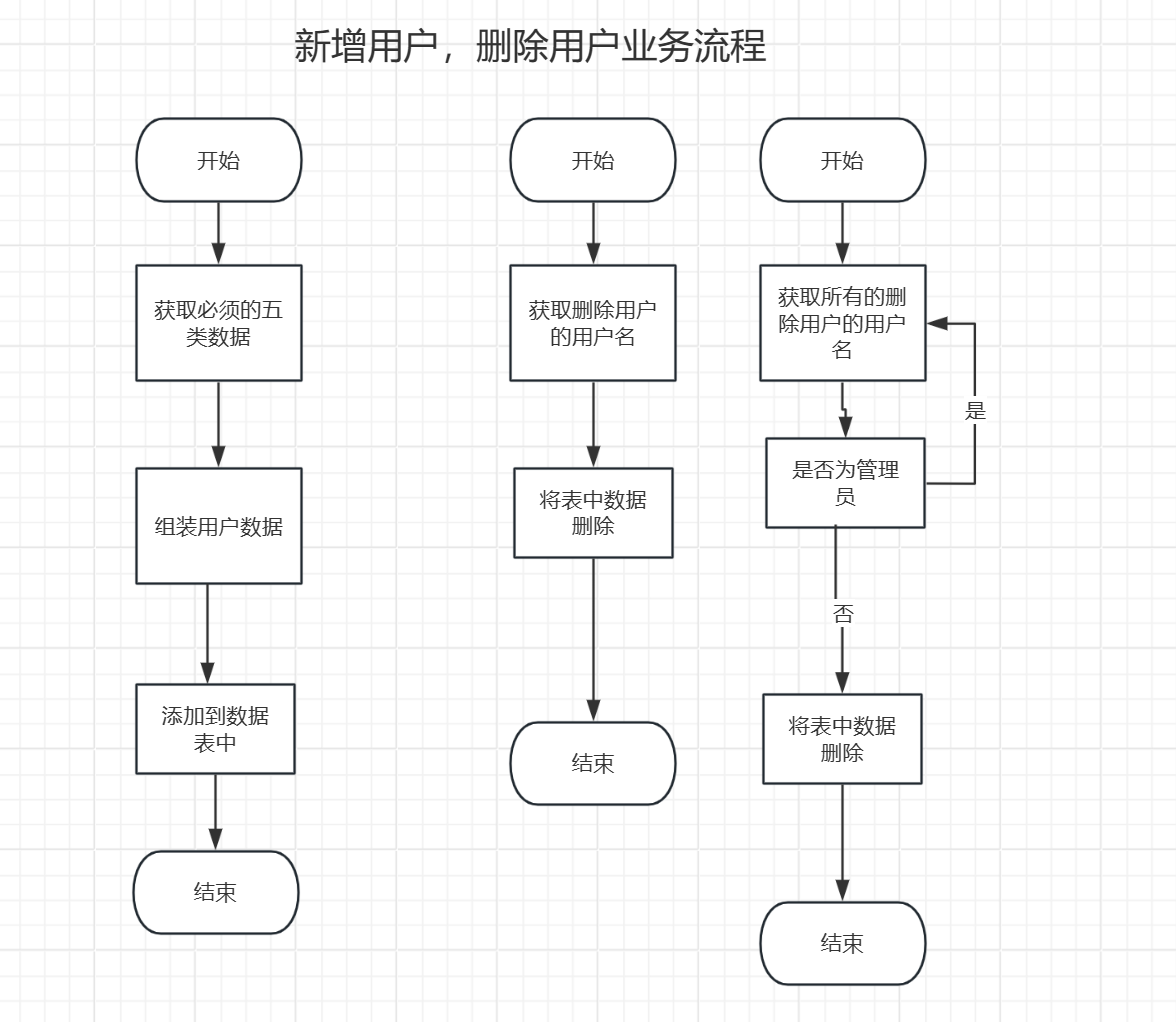 新增用户，删除用户业务流程
开始
获取必须的五
类数据
组装用户数据
添加到数据
表中
结束
开始
获取删除用户
的用户名
将表中数据
删除
结束
开始
获取所有的删
除用户的用户
名
是
是否为管理
员
否
将表中数据
删除
结束